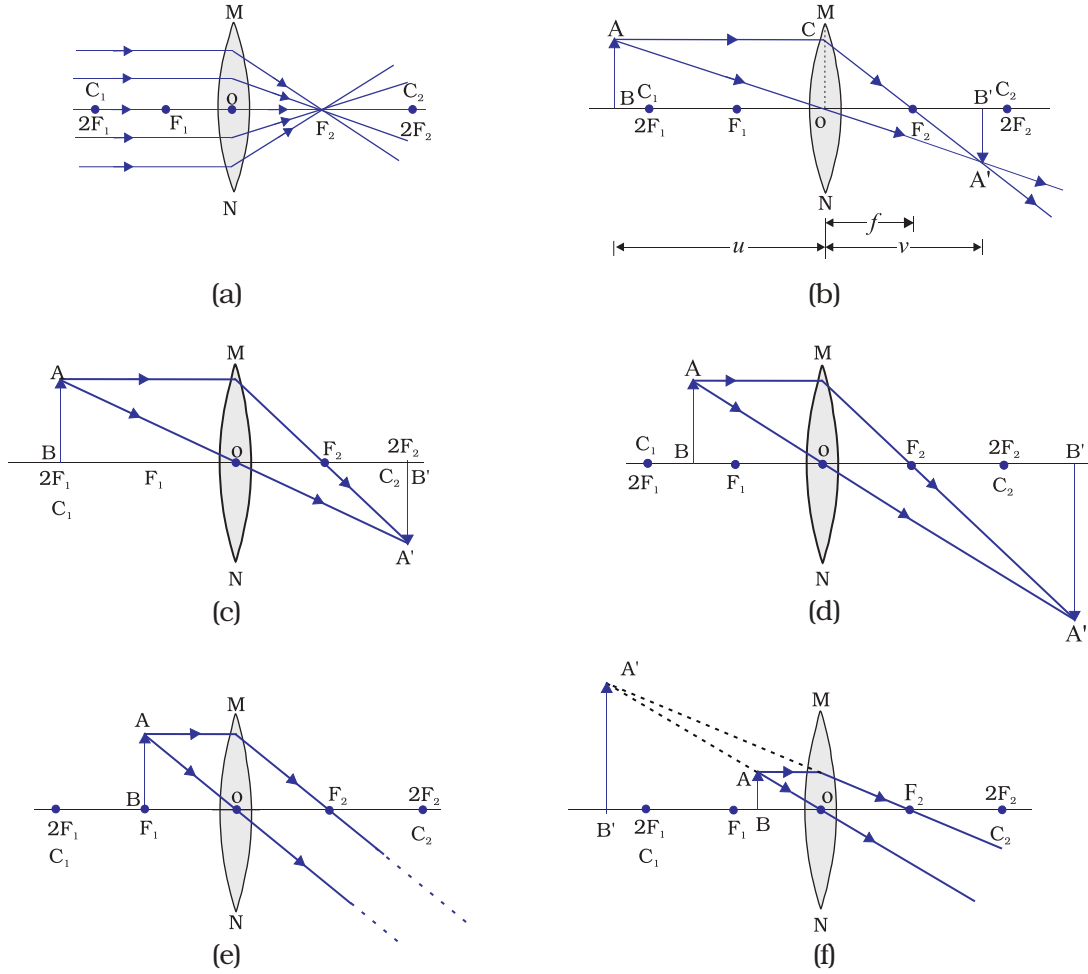 M
C₁
O
C₂
2F₁
F₁
F₂
2F₂
N
(a)
M
A
C
B
C₁
B'
C₂
2F₁
F₁
O
F₂
2F₂
A'
N
f
u
v
(b)
M
A
B
O
F₂
2F₂
2F₁
F₁
C₂
B'
C₁
A'
N
(c)
M
A
C₁
B
O
F₂
2F₂
B'
2F₁
F₁
C₂
N
A'
(d)
M
A
B
O
F₂
2F₂
2F₁
F₁
C₂
C₁
N
(e)
A'
M
A
O
F₂
2F₂
B'
2F₁
F₁
B
C₂
C₁
N
(f)